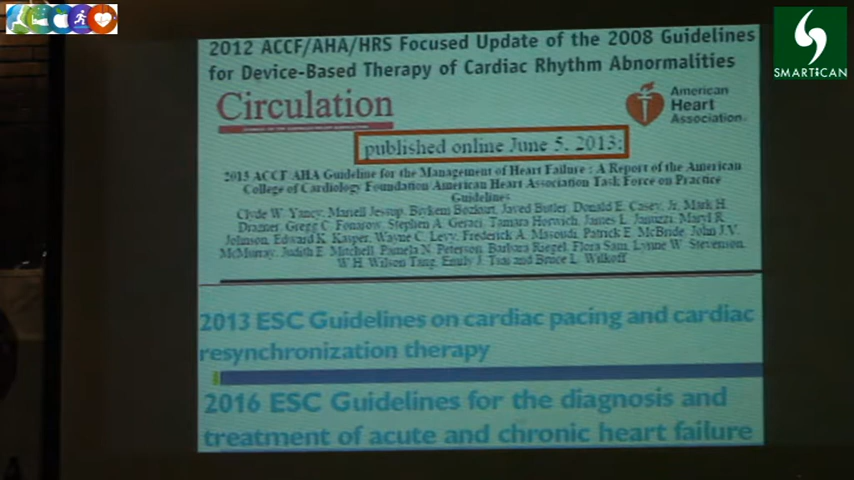 2012 ACCF/AHA/HRS Focused Update of the 2008 Guidelines
for Device-Based Therapy of Cardiac Rhythm Abnormalities
Circulation
American
Heart
Association
SMARTiCAN
published online June 5, 2013;
2013 ACCF AHA Guideline for the Management of Heart Failure : A Report of the American
College of Cardiology Foundation American Heart Association Task Force on Practice
Guidelines
Clyde W. Yancy, Mariell Jessup, Biykem Bozkurt, Javed Butler, Donald E. Casey, Jr, Mark H.
Drazner, Gregg C. Fonarow, Stephen A. Geraci, Tamara Horwich, James L. Januzzi, Maryl R.
Johnson, Edward K. Kasper, Wayne C. Levy, Frederick A. Masoudi, Patrick E. McBride, John J.V.
McMurray, Judith E. Mitchell, Pamela N. Peterson, Barbara Riegel, Flora Sam, Lynne W. Stevenson,
W.H. Wilson Tang, Emily J. Tsai and Bruce L. Wilkoff
2013 ESC Guidelines on cardiac pacing and cardiac
resynchronization therapy
2016 ESC Guidelines for the diagnosis and
treatment of acute and chronic heart failure